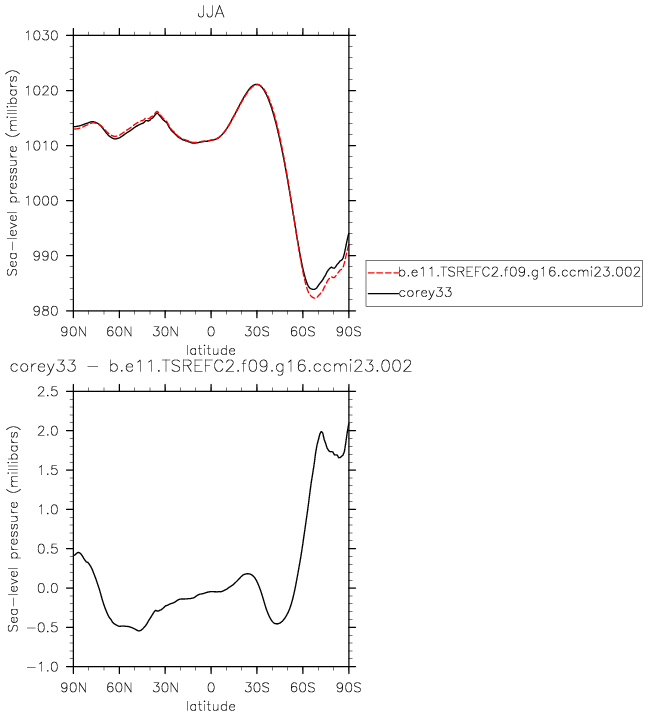 JJA
1030
1020
1010
1000
990
980
Sea-level pressure (millibars)
90N 60N 30N 0 30S 60S 90S
latitude
b.e11.TSREFC2.f09.g16.ccmi23.002
corey33
corey33 - b.e11.TSREFC2.f09.g16.ccmi23.002
2.5
2.0
1.5
1.0
0.5
0.0
-0.5
-1.0
Sea-level pressure (millibars)
90N 60N 30N 0 30S 60S 90S
latitude